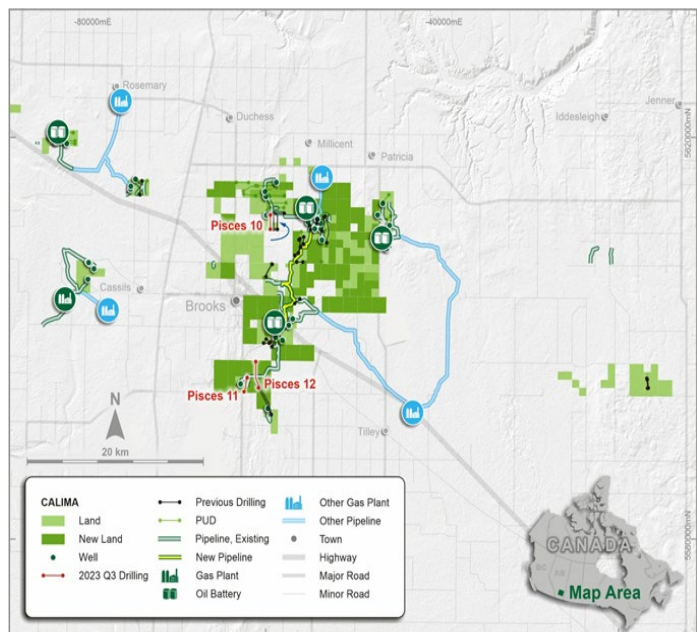 -80000mE
-40000mE
Rosemary
Jenner
Duchess
Iddesleigh
5620000mN
Millicent
Patricia
Pisces 10
Cassils
Brooks
Pisces 12
Pisces 11
N
Tilley
20 km
CALIMA
Land
New Land
Well
2023 Q3 Drilling
Previous Drilling
PUD
Pipeline, Existing
New Pipeline
Gas Plant
Oil Battery
Other Gas Plant
Other Pipeline
Town
Highway
Major Road
Minor Road
5580000mN
CANADA
BC
AB
Map Area